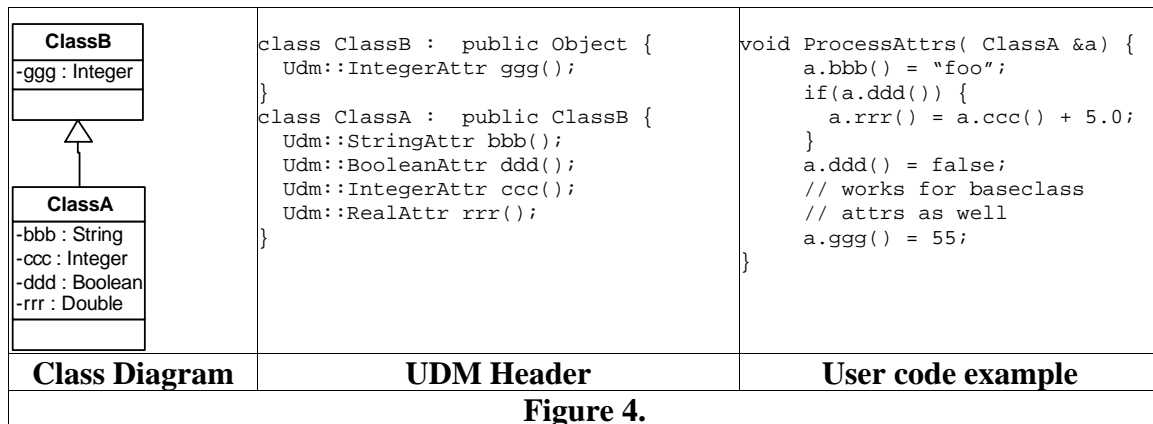 ClassB
-ggg : Integer
ClassA
-bbb : String
-ccc : Integer
-ddd : Boolean
-rrr : Double
class ClassB :  public Object {
  Udm::IntegerAttr ggg();
}
class ClassA :  public ClassB {
  Udm::StringAttr bbb();
  Udm::BooleanAttr ddd();
  Udm::IntegerAttr ccc();
  Udm::RealAttr rrr();
}
void ProcessAttrs( ClassA &a) {
     a.bbb() = “foo”;
     if(a.ddd()) {
       a.rrr() = a.ccc() + 5.0;
     }
     a.ddd() = false;
     // works for baseclass
     // attrs as well
     a.ggg() = 55;
}
Class Diagram
UDM Header
User code example
Figure 4.